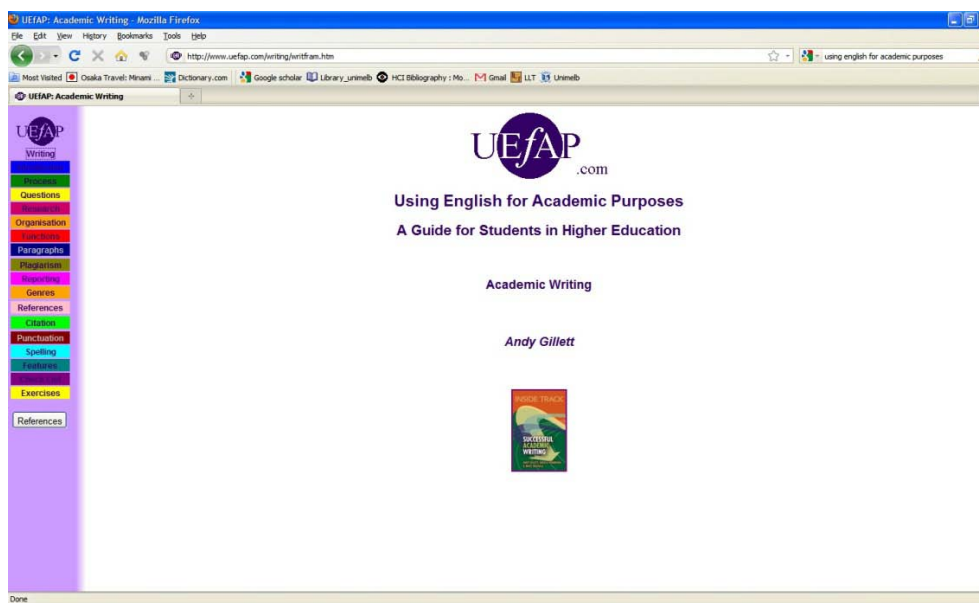 UEfAP: Academic Writing - Mozilla Firefox
File Edit View History Bookmarks Tools Help
http://www.uefap.com/writing/writfram.htm
using english for academic purposes
Most Visited Osaka Travel: Minami ... Dictionary.com Google scholar Library_unimelb HCI Bibliography : Mo... Gmail LLT Unimelb
UEfAP: Academic Writing
UEfAP
Writing
Process
Questions
Research
Organisation
Functions
Paragraphs
Plagiarism
Reporting
Genres
References
Citation
Punctuation
Spelling
Features
Exercises
References
UEfAP
.com
Using English for Academic Purposes
A Guide for Students in Higher Education
Academic Writing
Andy Gillett
INSIDE TRACK
SUCCESSFUL
ACADEMIC
WRITING
Done